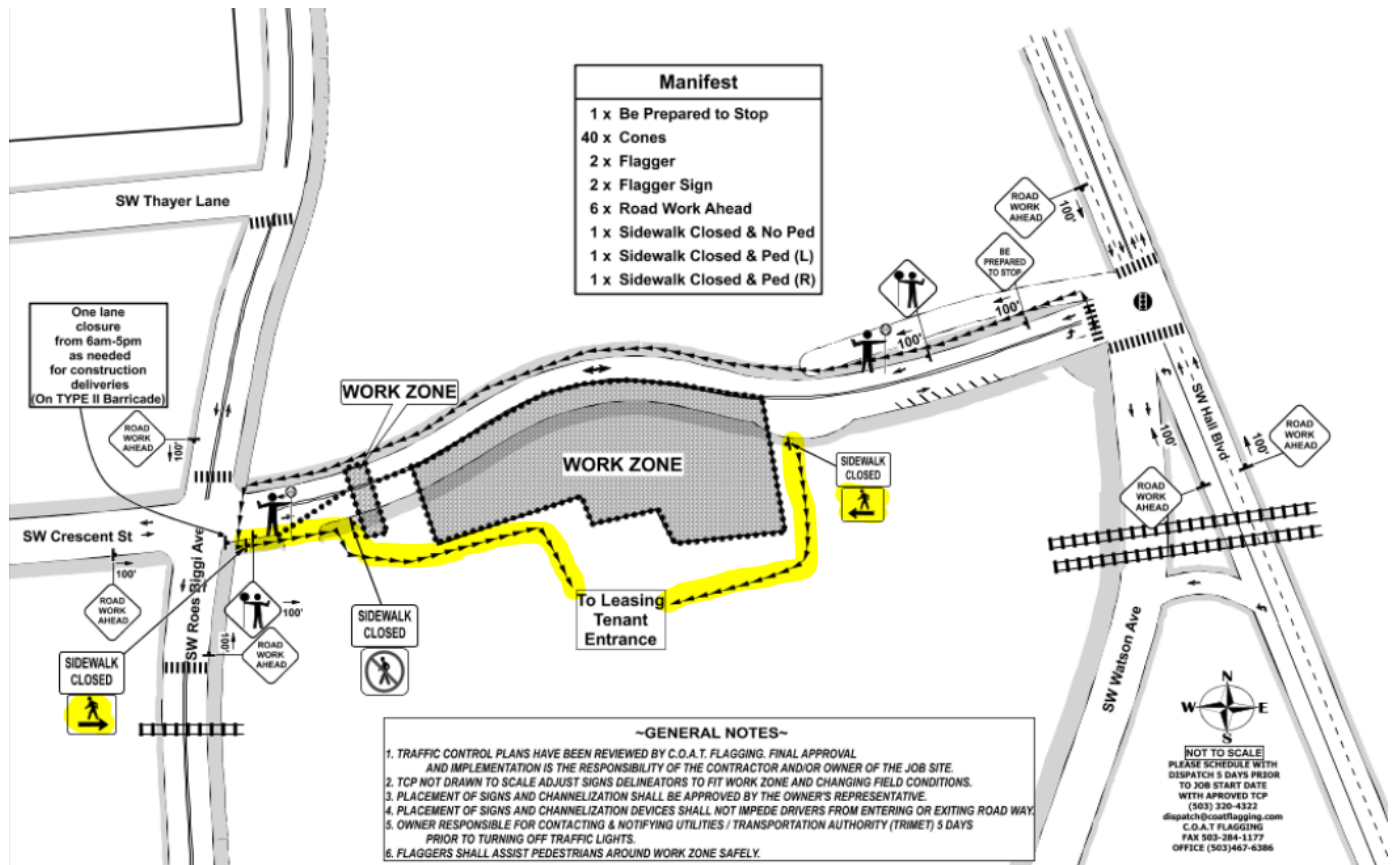 Manifest
1 x Be Prepared to Stop
40 x Cones
2 x Flagger
2 x Flagger Sign
6 x Road Work Ahead
1 x Sidewalk Closed & No Ped
1 x Sidewalk Closed & Ped (L)
1 x Sidewalk Closed & Ped (R)
SW Thayer Lane
ROAD
WORK
AHEAD
100'
BE
PREPARED
TO STOP
100'
100'
One lane
closure
from 6am-5pm
as needed
for construction
deliveries
(On TYPE II Barricade)
WORK ZONE
ROAD
WORK
AHEAD
100'
WORK ZONE
SIDEWALK
CLOSED
SW Hall Blvd
ROAD
WORK
AHEAD
100'
ROAD
WORK
AHEAD
100'
SW Crescent St
100'
ROAD
WORK
AHEAD
SW Roes Biggi Ave
100'
100'
ROAD
WORK
AHEAD
SIDEWALK
CLOSED
To Leasing
Tenant
Entrance
SIDEWALK
CLOSED
SW Watson Ave
~GENERAL NOTES~
1. TRAFFIC CONTROL PLANS HAVE BEEN REVIEWED BY C.O.A.T. FLAGGING. FINAL APPROVAL
AND IMPLEMENTATION IS THE RESPONSIBILITY OF THE CONTRACTOR AND/OR OWNER OF THE JOB SITE.
2. TCP NOT DRAWN TO SCALE ADJUST SIGNS DELINEATORS TO FIT WORK ZONE AND CHANGING FIELD CONDITIONS.
3. PLACEMENT OF SIGNS AND CHANNELIZATION SHALL BE APPROVED BY THE OWNER'S REPRESENTATIVE.
4. PLACEMENT OF SIGNS AND CHANNELIZATION DEVICES SHALL NOT IMPEDE DRIVERS FROM ENTERING OR EXITING ROAD WAY.
5. OWNER RESPONSIBLE FOR CONTACTING & NOTIFYING UTILITIES / TRANSPORTATION AUTHORITY (TRIMET) 5 DAYS
PRIOR TO TURNING OFF TRAFFIC LIGHTS.
6. FLAGGERS SHALL ASSIST PEDESTRIANS AROUND WORK ZONE SAFELY.
N
W
E
S
NOT TO SCALE
PLEASE SCHEDULE WITH
DISPATCH 5 DAYS PRIOR
TO JOB START DATE
WITH APROVED TCP
(503) 320-4322
dispatch@coatflagging.com
C.O.A.T FLAGGING
FAX 503-284-1177
OFFICE (503)467-6386